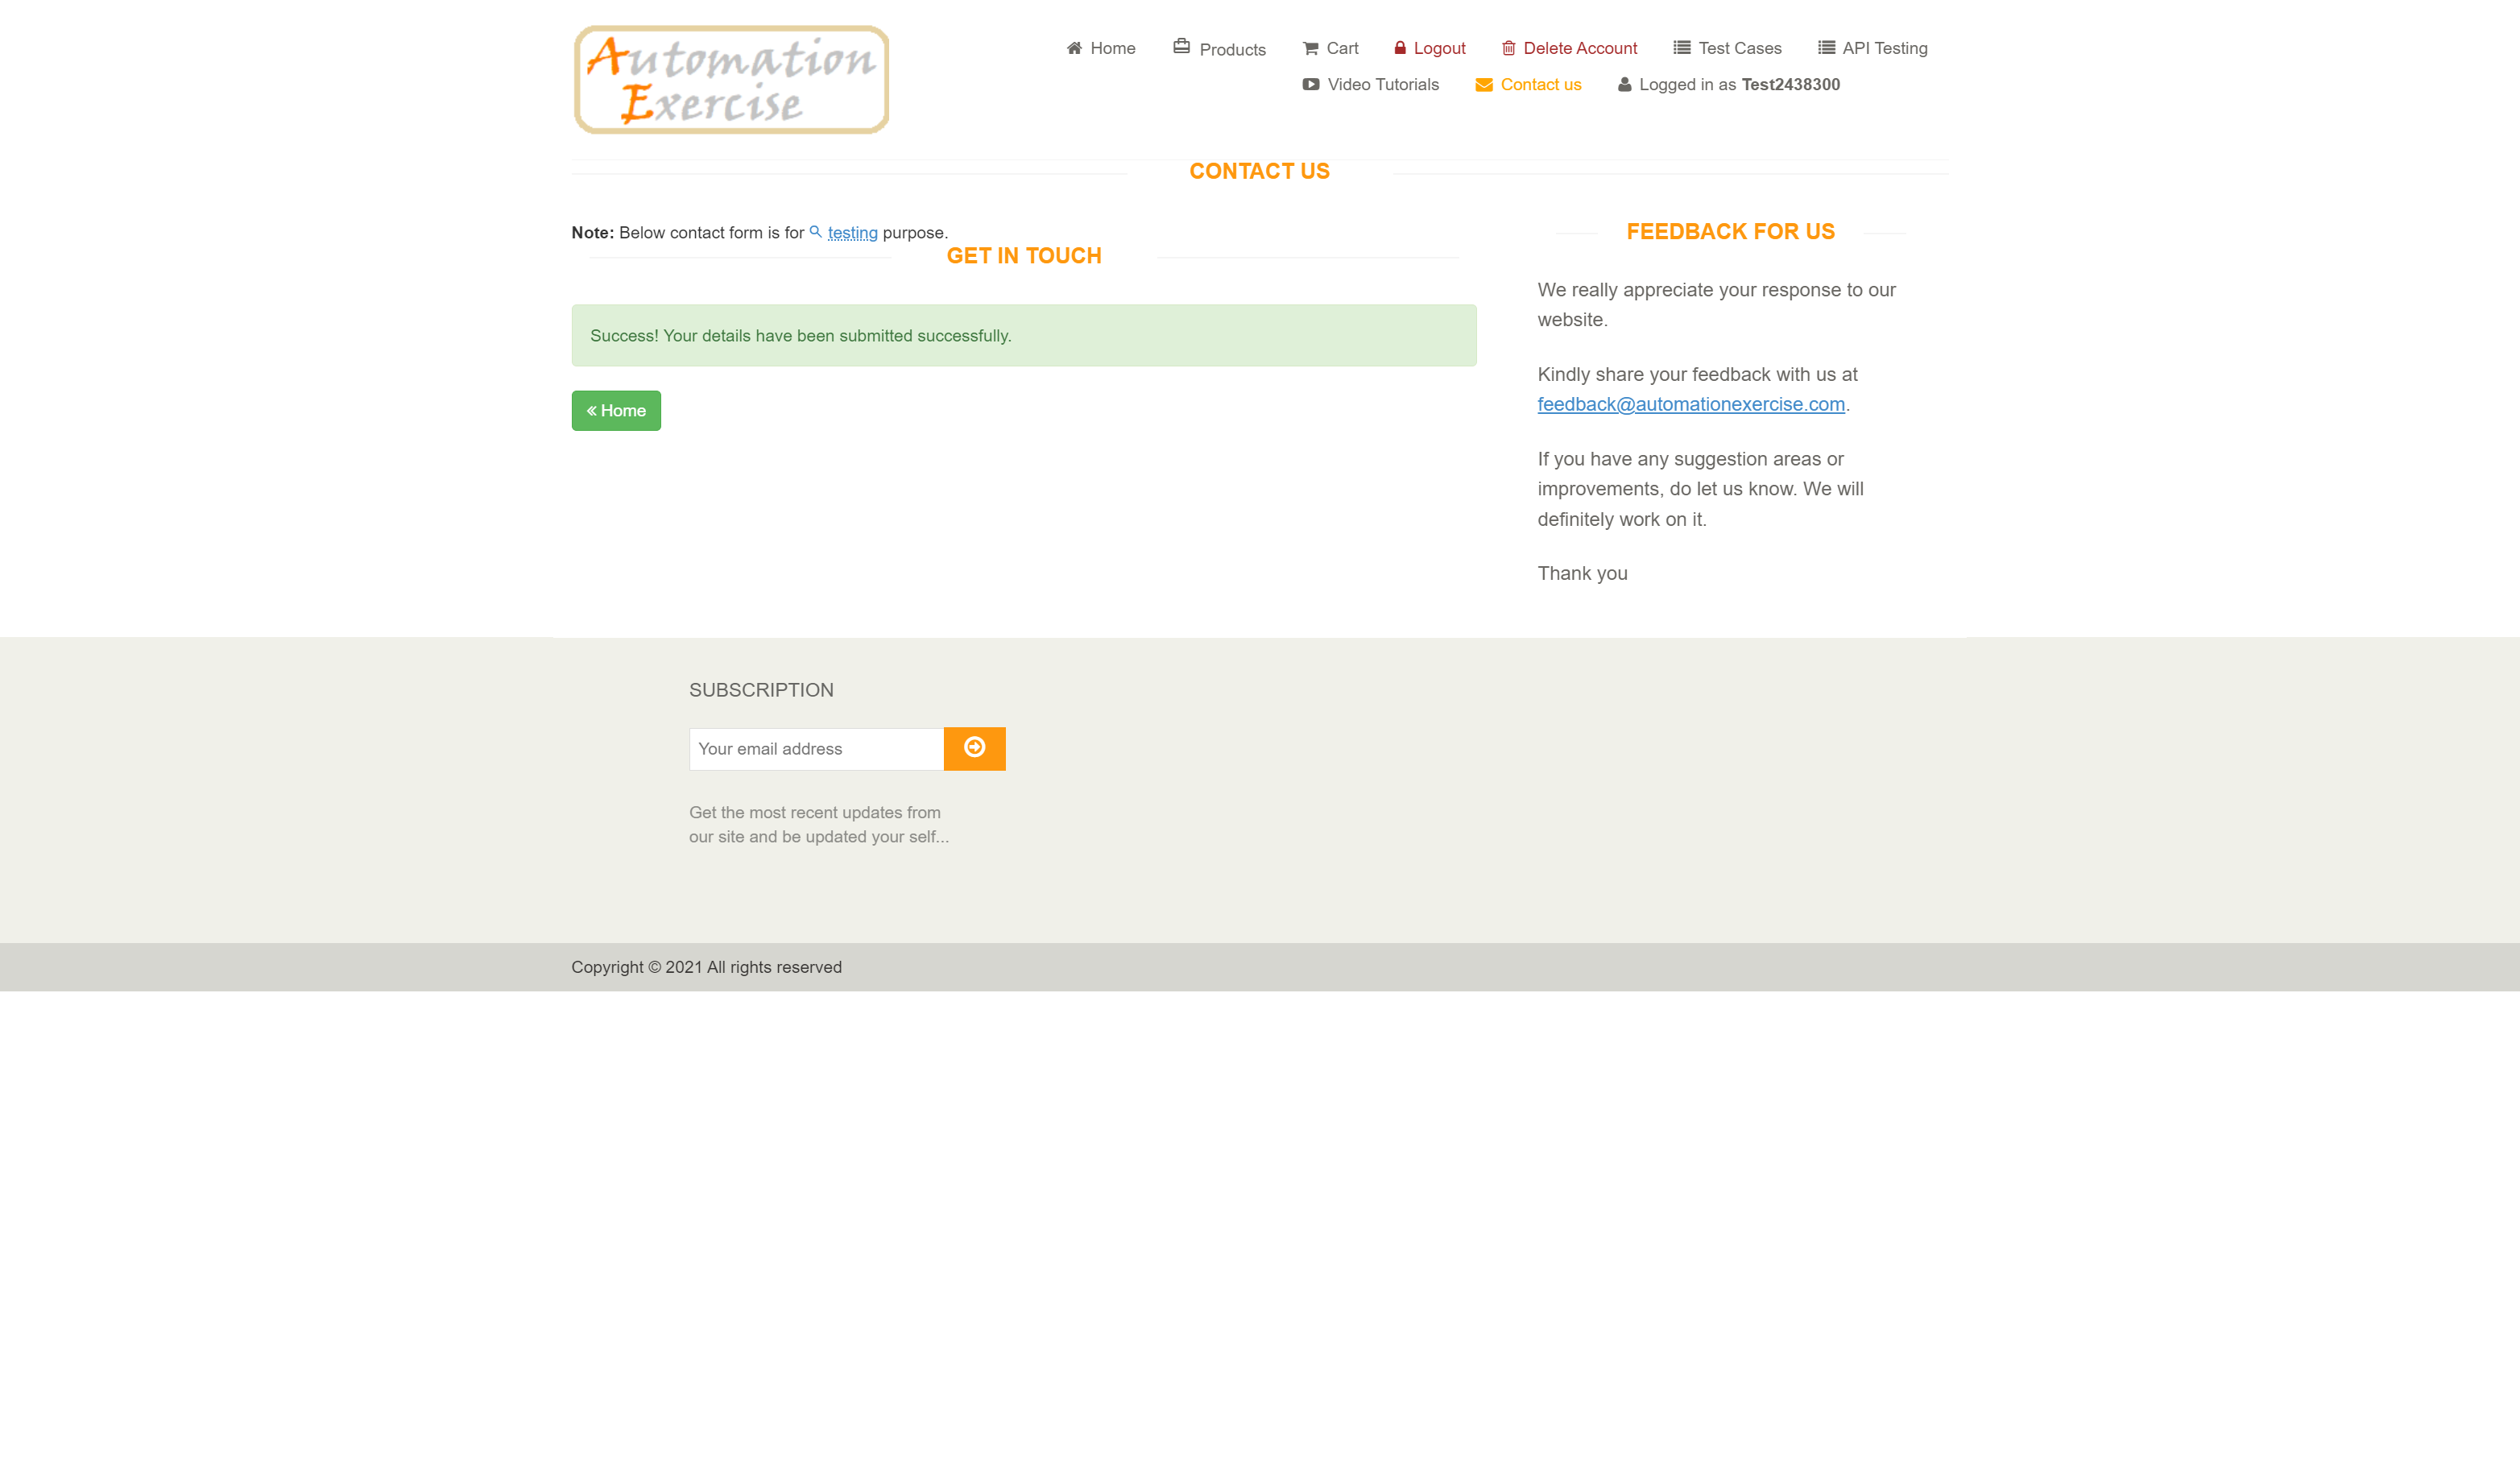 Automation
Exercise
Home Products Cart Logout Delete Account Test Cases API Testing
Video Tutorials Contact us Logged in as Test2438300
CONTACT US
Note: Below contact form is for testing purpose.
GET IN TOUCH
Success! Your details have been submitted successfully.
Home
FEEDBACK FOR US
We really appreciate your response to our
website.
Kindly share your feedback with us at
feedback@automationexercise.com.
If you have any suggestion areas or
improvements, do let us know. We will
definitely work on it.
Thank you
SUBSCRIPTION
Your email address
Get the most recent updates from
our site and be updated your self...
Copyright © 2021 All rights reserved